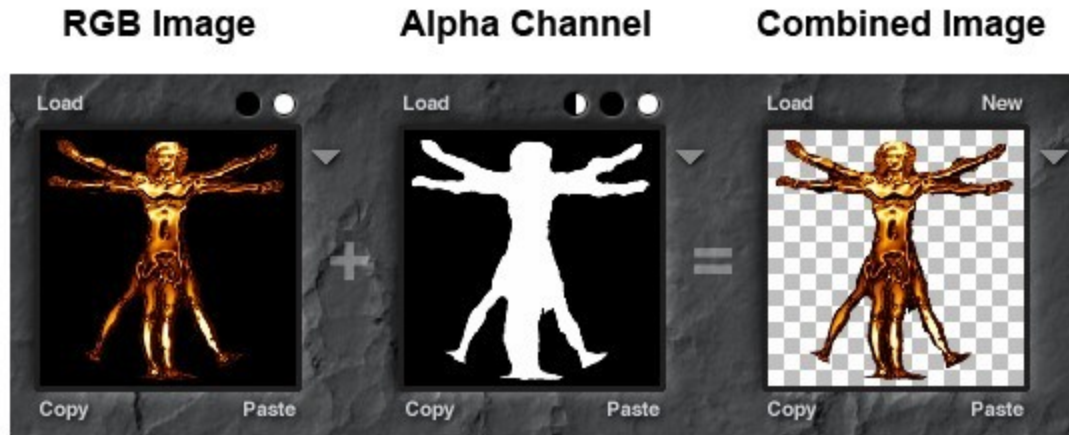 RGB Image Alpha Channel Combined Image
Load Load Load New
+ =
Copy Paste Copy Paste Copy Paste